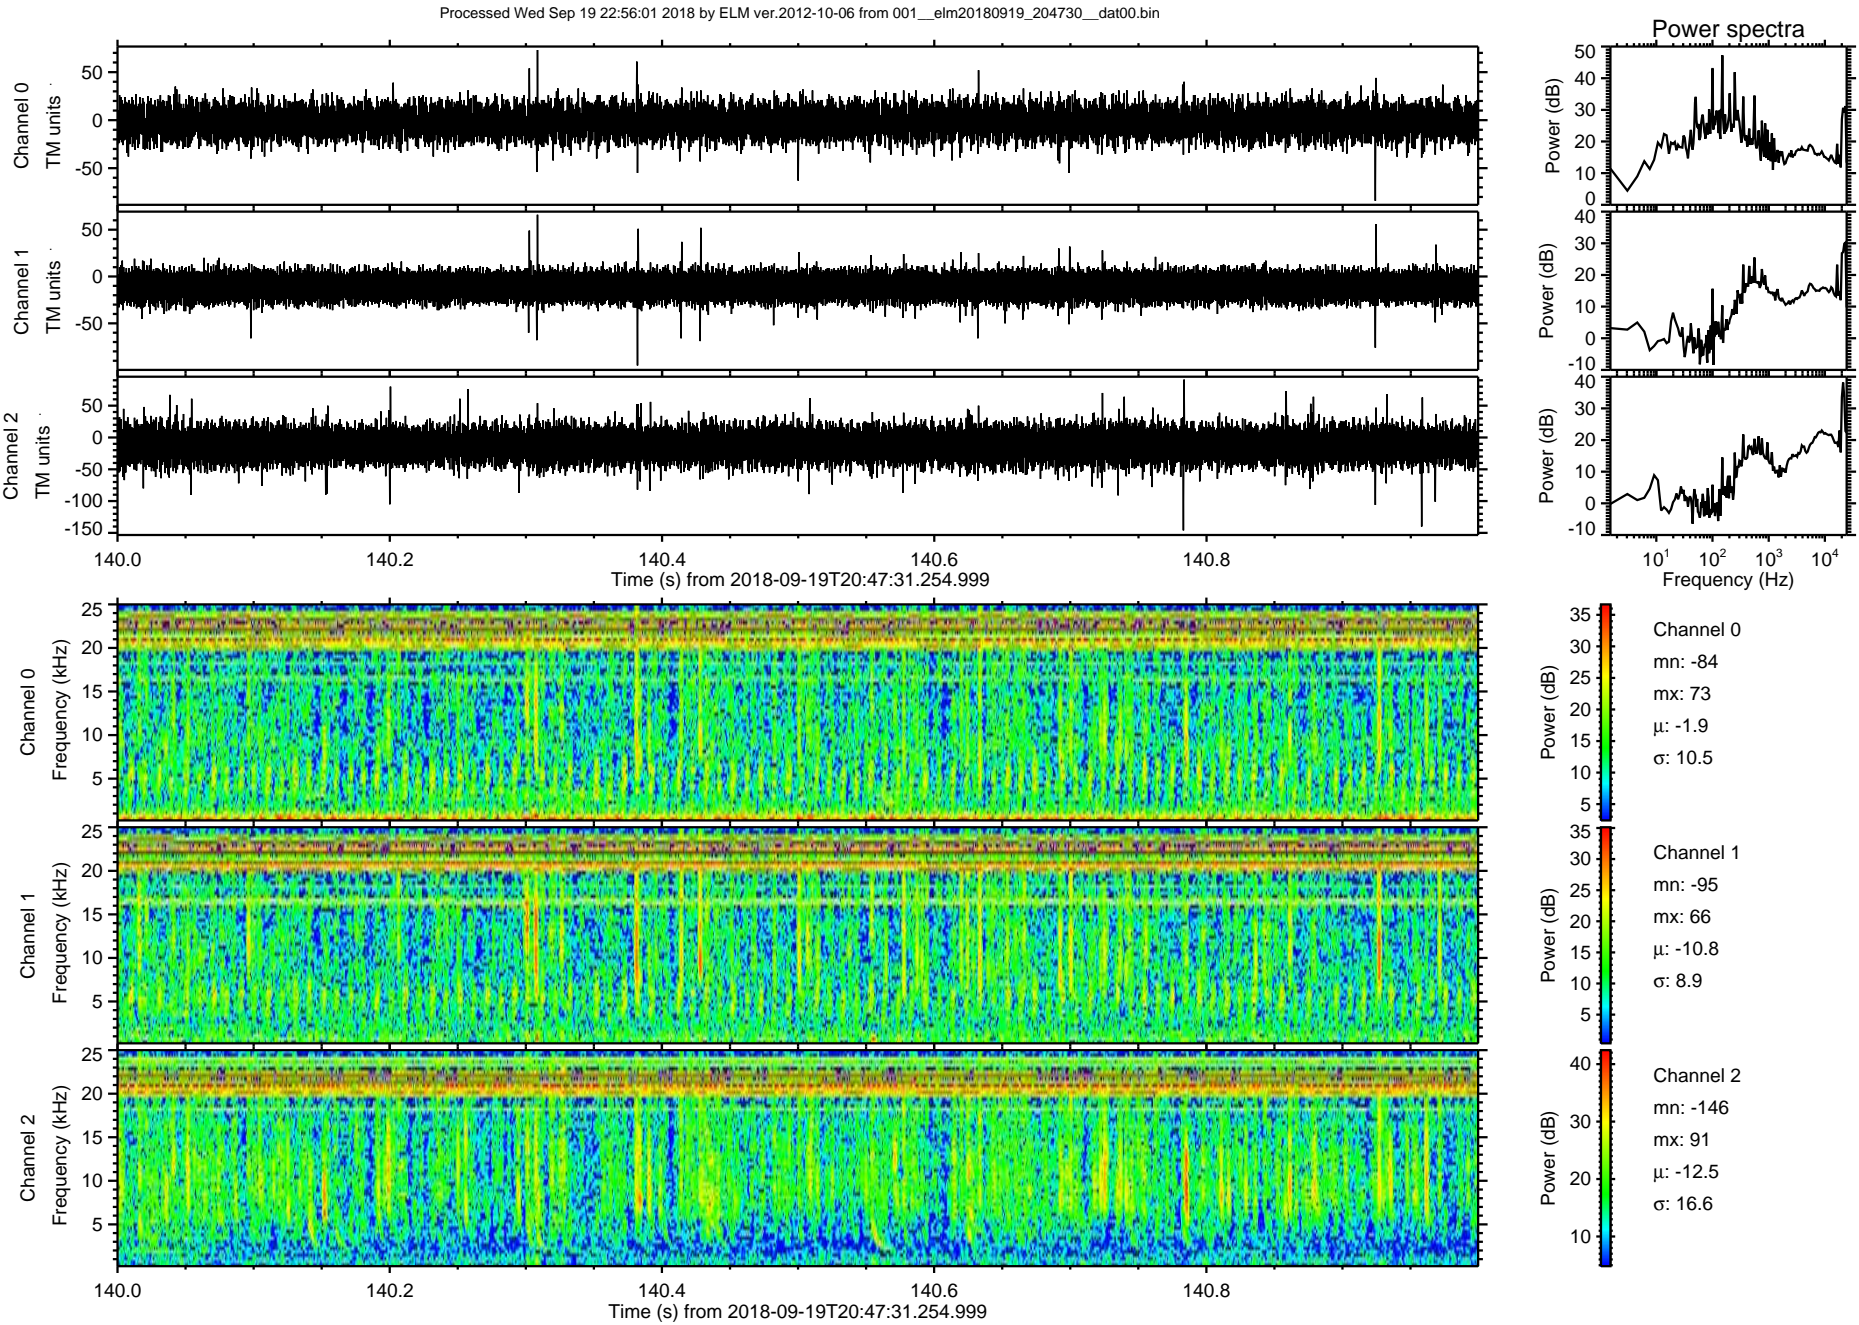 Processed Wed Sep 19 22:56:01 2018 by ELM ver.2012-10-06 from 001__elm20180919_204730__dat00.bin
Power spectra
Channel 0
TM units
50
0
-50
Power (dB)
50
40
30
20
10
0
Channel 1
TM units
50
0
-50
Power (dB)
40
30
20
10
0
-10
Channel 2
TM units
50
0
-50
-100
-150
Power (dB)
40
30
20
10
0
-10
140.0 140.2 140.4 140.6 140.8
Time (s) from 2018-09-19T20:47:31.254.999
10¹ 10² 10³ 10⁴
Frequency (Hz)
Channel 0
Frequency (kHz)
25
20
15
10
5
Power (dB)
35
30
25
20
15
10
5
Channel 0
mn: -84
mx: 73
μ: -1.9
σ: 10.5
Channel 1
Frequency (kHz)
25
20
15
10
5
Power (dB)
35
30
25
20
15
10
5
Channel 1
mn: -95
mx: 66
μ: -10.8
σ: 8.9
Channel 2
Frequency (kHz)
25
20
15
10
5
Power (dB)
40
30
20
10
Channel 2
mn: -146
mx: 91
μ: -12.5
σ: 16.6
140.0 140.2 140.4 140.6 140.8
Time (s) from 2018-09-19T20:47:31.254.999